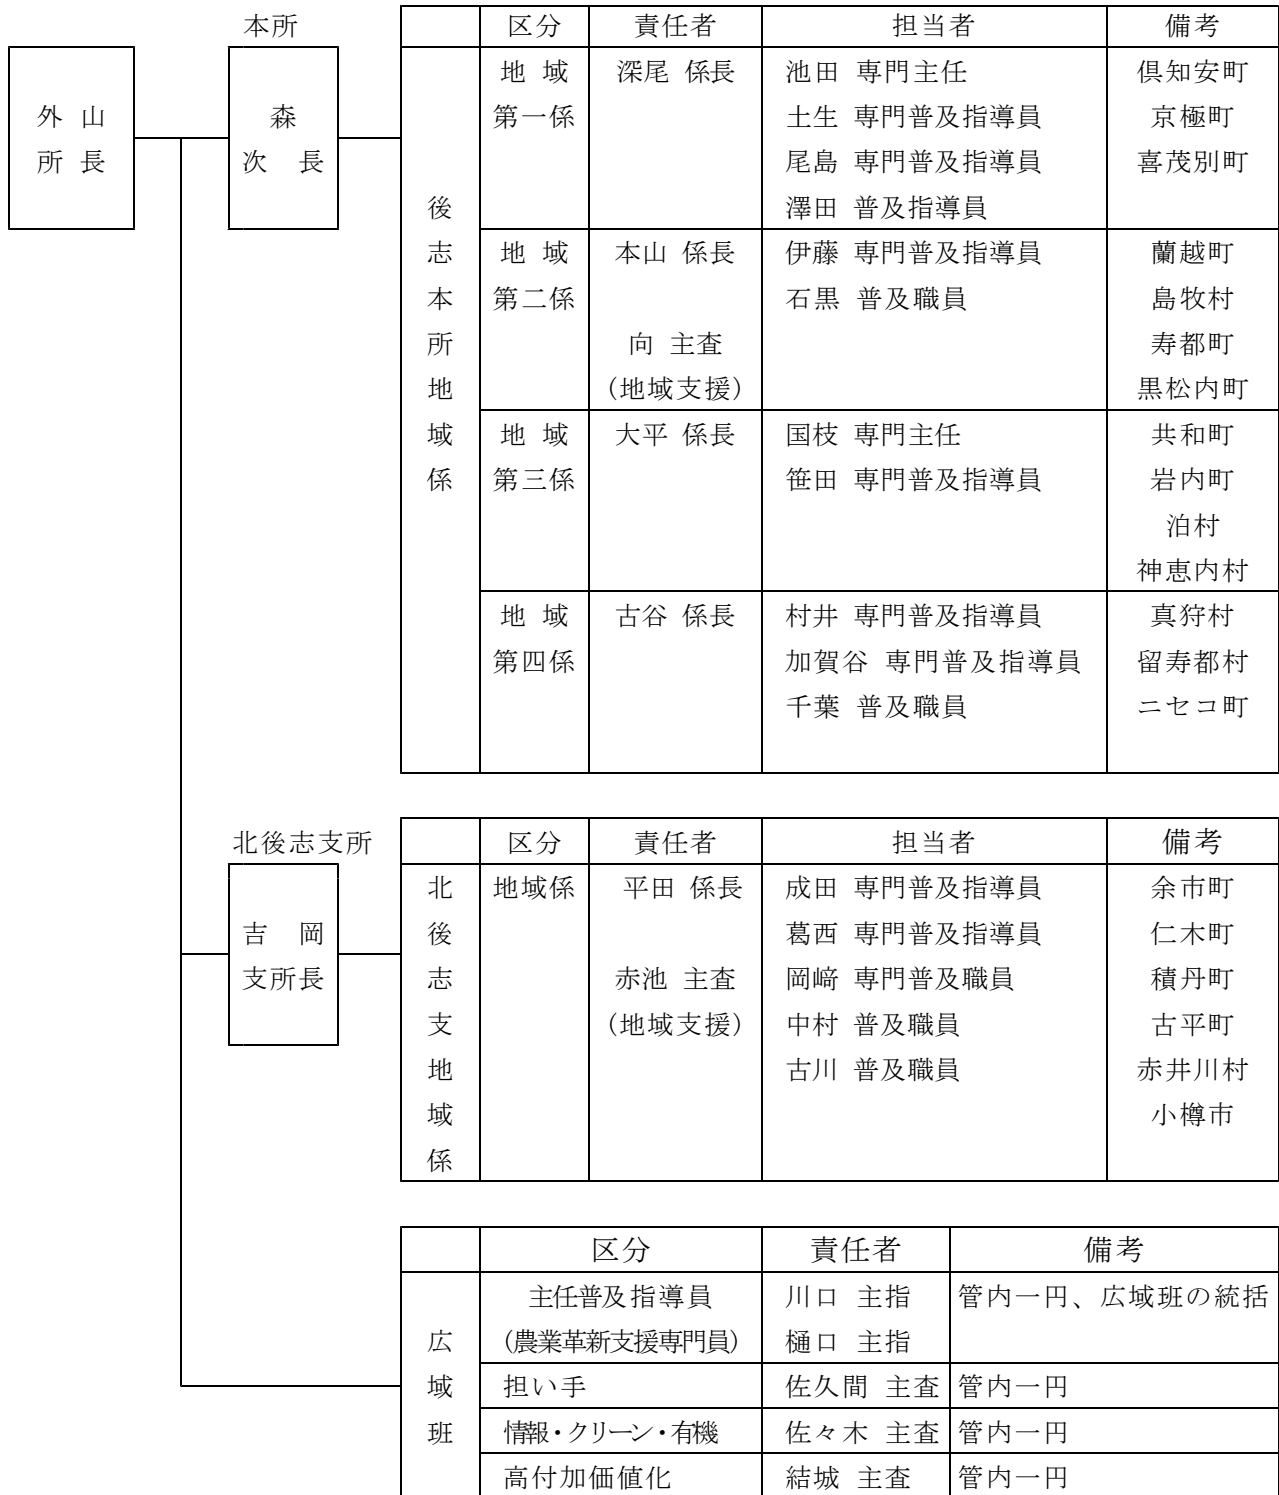 本所
外 山
所 長
森
次 長
区分 責任者 担当者 備考
後志本所地域係
地 域 深尾 係長 池田 専門主任 倶知安町
第一係 土生 専門普及指導員 京極町
尾島 専門普及指導員 喜茂別町
澤田 普及指導員
地 域 本山 係長 伊藤 専門普及指導員 蘭越町
第二係 石黒 普及職員 島牧村
向 主査 寿都町
(地域支援) 黒松内町
地 域 大平 係長 国枝 専門主任 共和町
第三係 笹田 専門普及指導員 岩内町
泊村
神恵内村
地 域 古谷 係長 村井 専門普及指導員 真狩村
第四係 加賀谷 専門普及指導員 留寿都村
千葉 普及職員 ニセコ町
北後志支所
吉 岡
支所長
区分 責任者 担当者 備考
北後志支地域係
地域係 平田 係長 成田 専門普及指導員 余市町
葛西 専門普及指導員 仁木町
赤池 主査 岡﨑 専門普及職員 積丹町
(地域支援) 中村 普及職員 古平町
古川 普及職員 赤井川村
小樽市
区分 責任者 備考
広域班
主任普及指導員 川口 主指 管内一円、広域班の統括
(農業革新支援専門員) 樋口 主指
担い手 佐久間 主査 管内一円
情報・クリーン・有機 佐々木 主査 管内一円
高付加価値化 結城 主査 管内一円